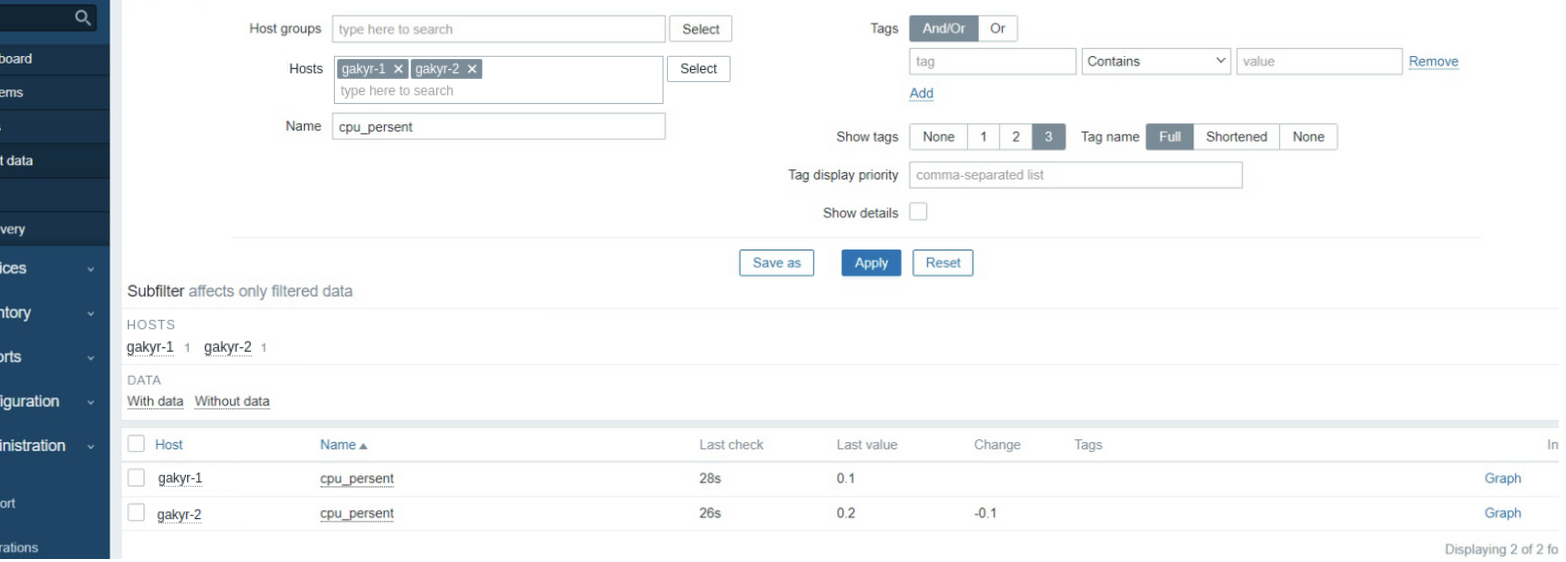 Host groups type here to search Select
Tags And/Or Or
Hosts gakyr-1 gakyr-2 Select
type here to search
tag Contains value Remove
Add
Name cpu_persent
Show tags None 1 2 3 Tag name Full Shortened None
Tag display priority comma-separated list
Show details
Save as Apply Reset
board
ems
s
t data
very
ices
ntory
orts
iguration
inistration
ort
rations
Subfilter affects only filtered data
HOSTS
gakyr-1 1 gakyr-2 1
DATA
With data Without data
Host Name Last check Last value Change Tags In
gakyr-1 cpu_persent 28s 0.1 Graph
gakyr-2 cpu_persent 26s 0.2 -0.1 Graph
Displaying 2 of 2 fo